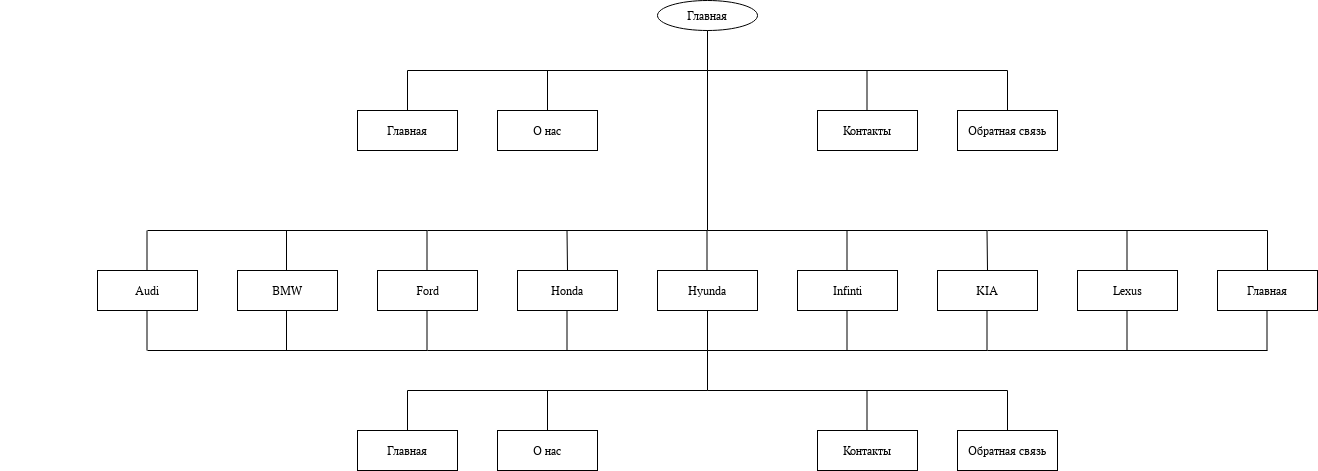 Главная
Главная
О нас
Контакты
Обратная связь
Audi
BMW
Ford
Honda
Hyunda
Infinti
KIA
Lexus
Главная
Главная
О нас
Контакты
Обратная связь